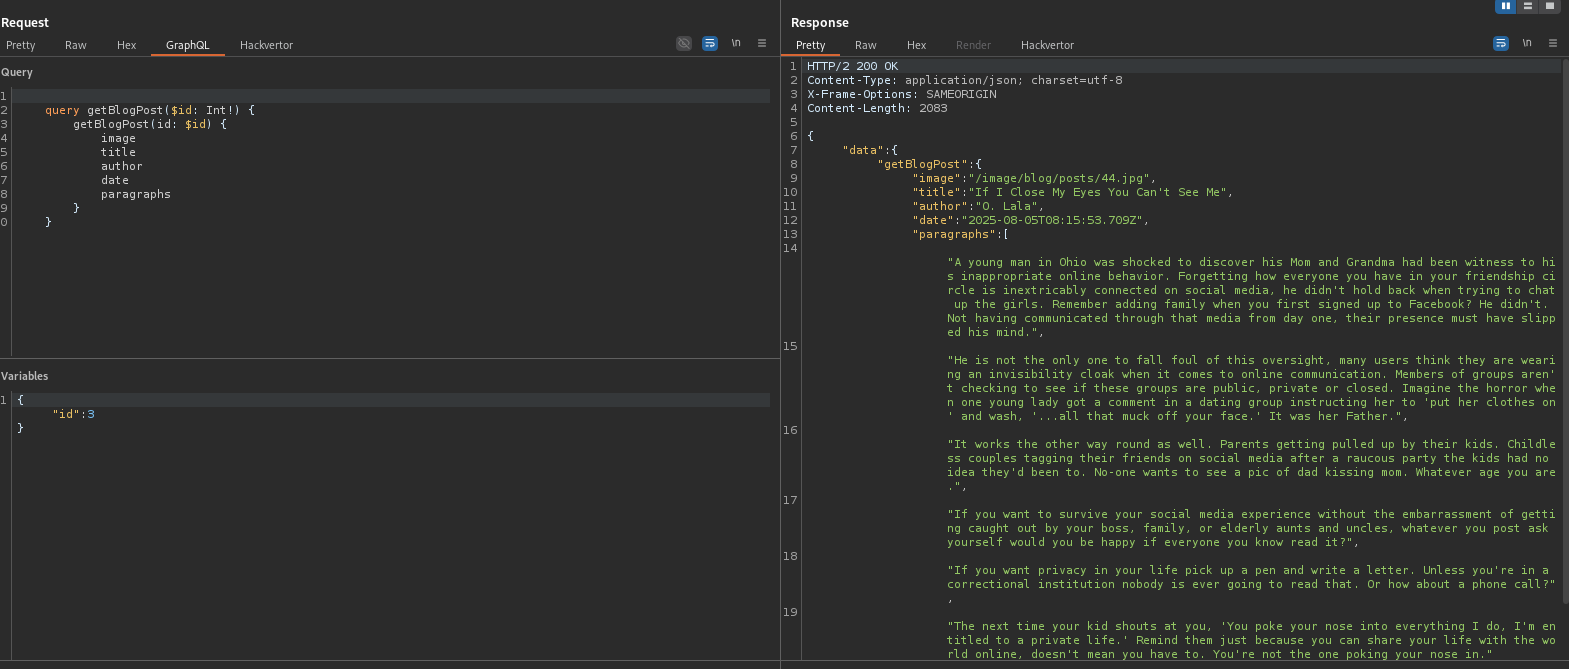 Request
Pretty Raw Hex GraphQL Hackvertor \n
Query
1
2 query getBlogPost($id: Int!) {
3 getBlogPost(id: $id) {
4 image
5 title
6 author
7 date
8 paragraphs
9 }
0 }
Variables
1 {
"id":3
}
Response
Pretty Raw Hex Render Hackvertor \n
1 HTTP/2 200 OK
2 Content-Type: application/json; charset=utf-8
3 X-Frame-Options: SAMEORIGIN
4 Content-Length: 2083
5
6 {
7 "data":{
8 "getBlogPost":{
9 "image":"/image/blog/posts/44.jpg",
10 "title":"If I Close My Eyes You Can't See Me",
11 "author":"O. Lala",
12 "date":"2025-08-05T08:15:53.709Z",
13 "paragraphs":[
14
"A young man in Ohio was shocked to discover his Mom and Grandma had been witness to hi
s inappropriate online behavior. Forgetting how everyone you have in your friendship ci
rcle is inextricably connected on social media, he didn't hold back when trying to chat
up the girls. Remember adding family when you first signed up to Facebook? He didn't.
Not having communicated through that media from day one, their presence must have slipp
ed his mind.",
15
"He is not the only one to fall foul of this oversight, many users think they are weari
ng an invisibility cloak when it comes to online communication. Members of groups aren'
t checking to see if these groups are public, private or closed. Imagine the horror whe
n one young lady got a comment in a dating group instructing her to 'put her clothes on
' and wash, '...all that muck off your face.' It was her Father.",
16
"It works the other way round as well. Parents getting pulled up by their kids. Childle
ss couples tagging their friends on social media after a raucous party the kids had no
idea they'd been to. No-one wants to see a pic of dad kissing mom. Whatever age you are
.",
17
"If you want to survive your social media experience without the embarrassment of getti
ng caught out by your boss, family, or elderly aunts and uncles, whatever you post ask
yourself would you be happy if everyone you know read it?",
18
"If you want privacy in your life pick up a pen and write a letter. Unless you're in a
correctional institution nobody is ever going to read that. Or how about a phone call?"
,
19
"The next time your kid shouts at you, 'You poke your nose into everything I do, I'm en
titled to a private life.' Remind them just because you can share your life with the wo
rld online, doesn't mean you have to. You're not the one poking your nose in."